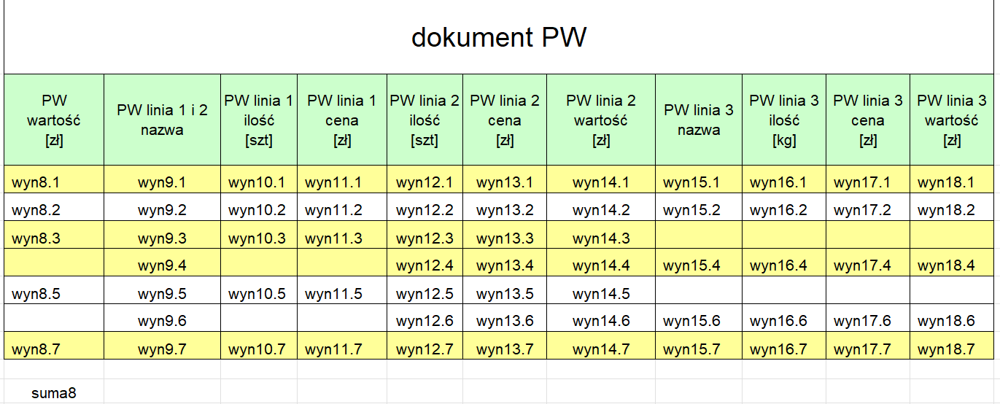 dokument PW
PW wartość [zł] PW linia 1 i 2 nazwa PW linia 1 ilość [szt] PW linia 1 cena [zł] PW linia 2 ilość [szt] PW linia 2 cena [zł] PW linia 2 wartość [zł] PW linia 3 nazwa PW linia 3 ilość [kg] PW linia 3 cena [zł] PW linia 3 wartość [zł]
wyn8.1 wyn9.1 wyn10.1 wyn11.1 wyn12.1 wyn13.1 wyn14.1 wyn15.1 wyn16.1 wyn17.1 wyn18.1
wyn8.2 wyn9.2 wyn10.2 wyn11.2 wyn12.2 wyn13.2 wyn14.2 wyn15.2 wyn16.2 wyn17.2 wyn18.2
wyn8.3 wyn9.3 wyn10.3 wyn11.3 wyn12.3 wyn13.3 wyn14.3
wyn9.4 wyn12.4 wyn13.4 wyn14.4 wyn15.4 wyn16.4 wyn17.4 wyn18.4
wyn8.5 wyn9.5 wyn10.5 wyn11.5 wyn12.5 wyn13.5 wyn14.5
wyn9.6 wyn12.6 wyn13.6 wyn14.6 wyn15.6 wyn16.6 wyn17.6 wyn18.6
wyn8.7 wyn9.7 wyn10.7 wyn11.7 wyn12.7 wyn13.7 wyn14.7 wyn15.7 wyn16.7 wyn17.7 wyn18.7
suma8